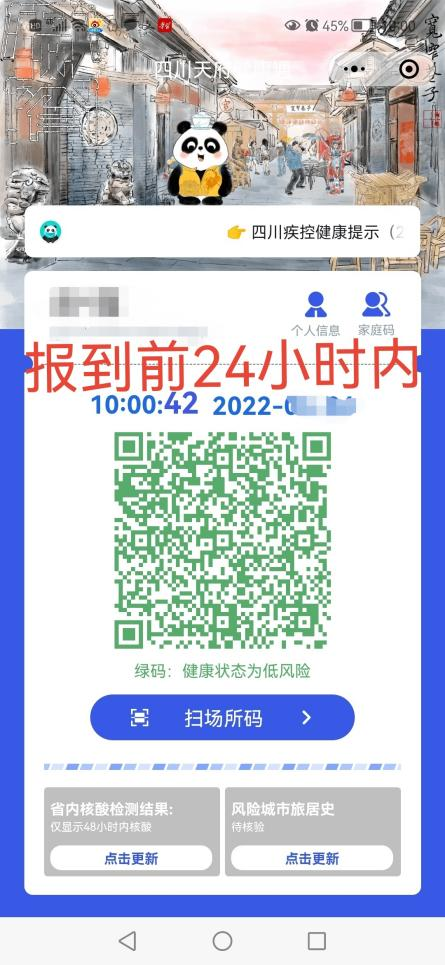 45%
四川天府健康通
四川疾控健康提示（2
个人信息 家庭码
报到前24小时内
10:00:42 2022-0
绿码：健康状态为低风险
扫场所码
省内核酸检测结果:
仅显示48小时内核酸
点击更新
风险城市旅居史
待核验
点击更新